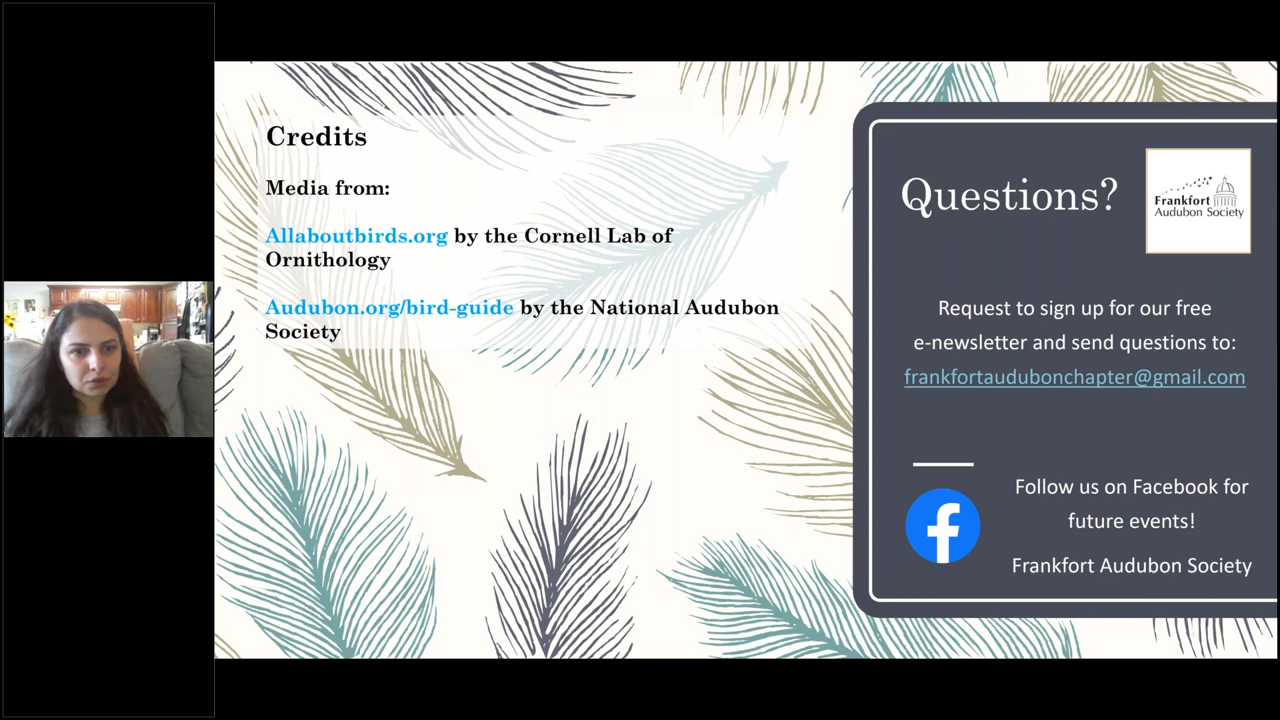 Credits
Media from:
Allaboutbirds.org by the Cornell Lab of
Ornithology
Audubon.org/bird-guide by the National Audubon
Society
Questions?
Frankfort
Audubon Society
Request to sign up for our free
e-newsletter and send questions to:
frankfortaudubonchapter@gmail.com
Follow us on Facebook for
future events!
Frankfort Audubon Society